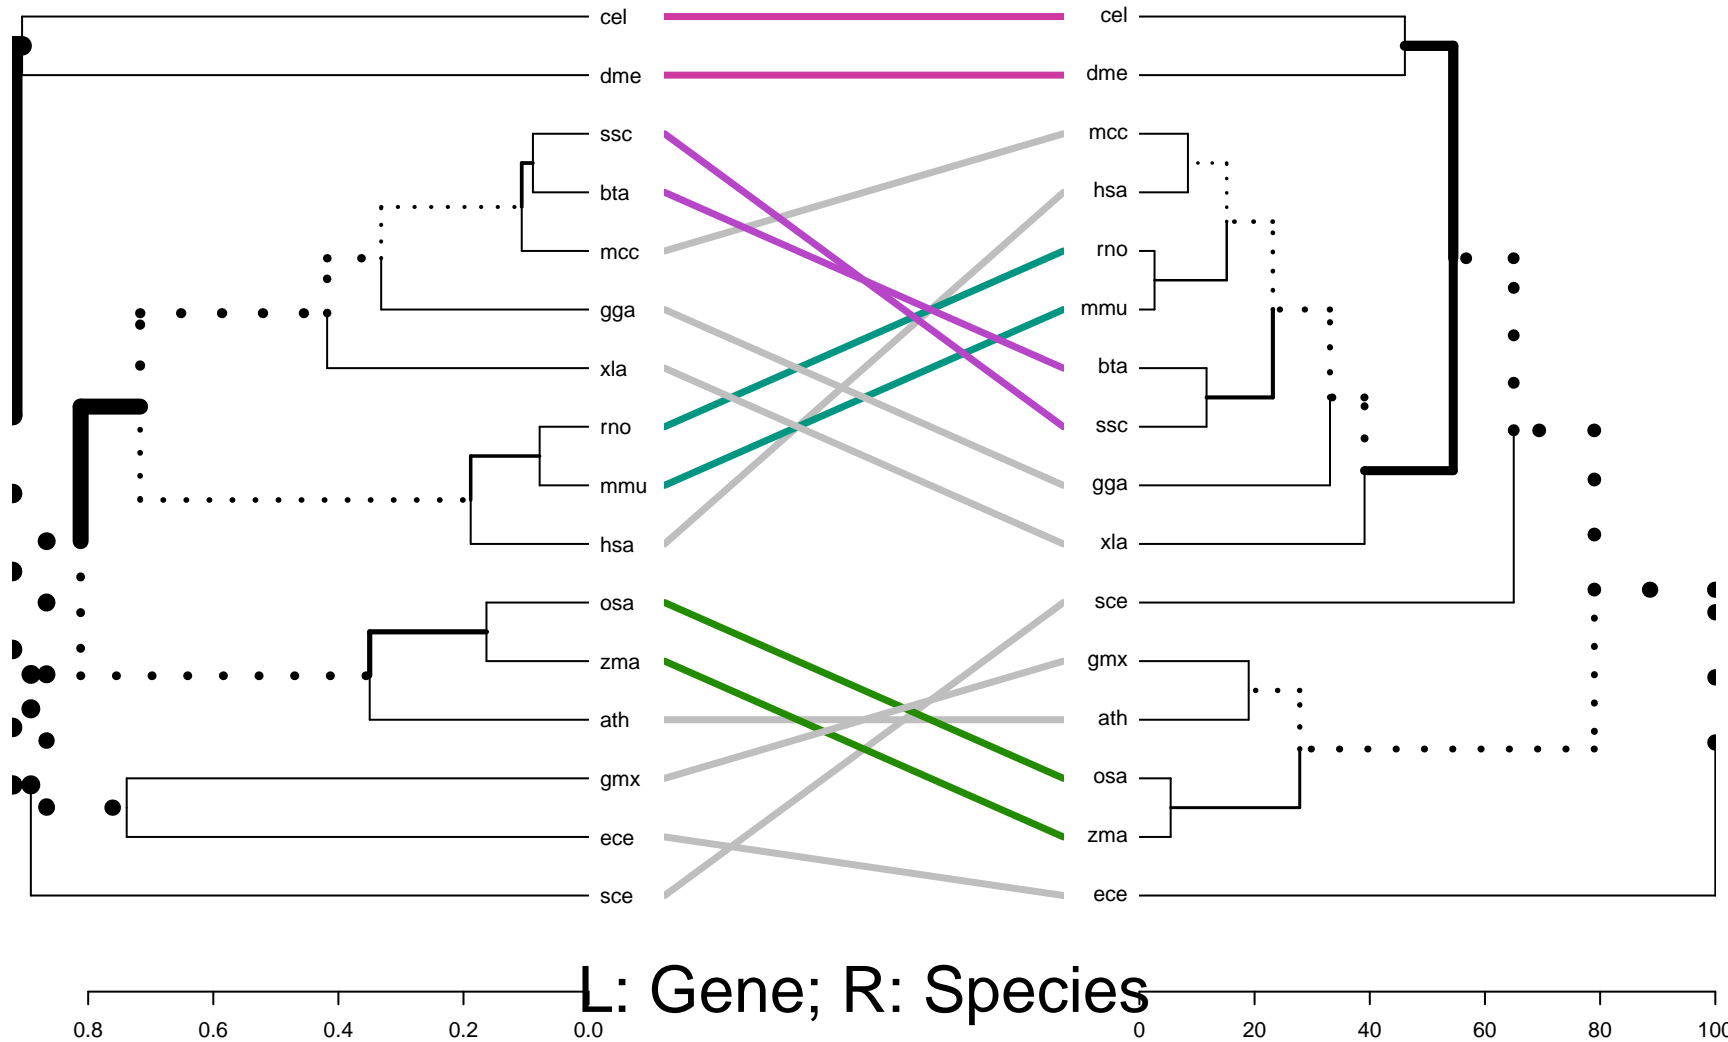 cel cel
dme dme
ssc mcc
bta hsa
mcc rno
gga mmu
xla bta
rno ssc
mmu gga
hsa xla
osa sce
zma gmx
ath ath
gmx osa
ece zma
sce ece
L: Gene; R: Species
0.8 0.6 0.4 0.2 0.0 0 20 40 60 80 100